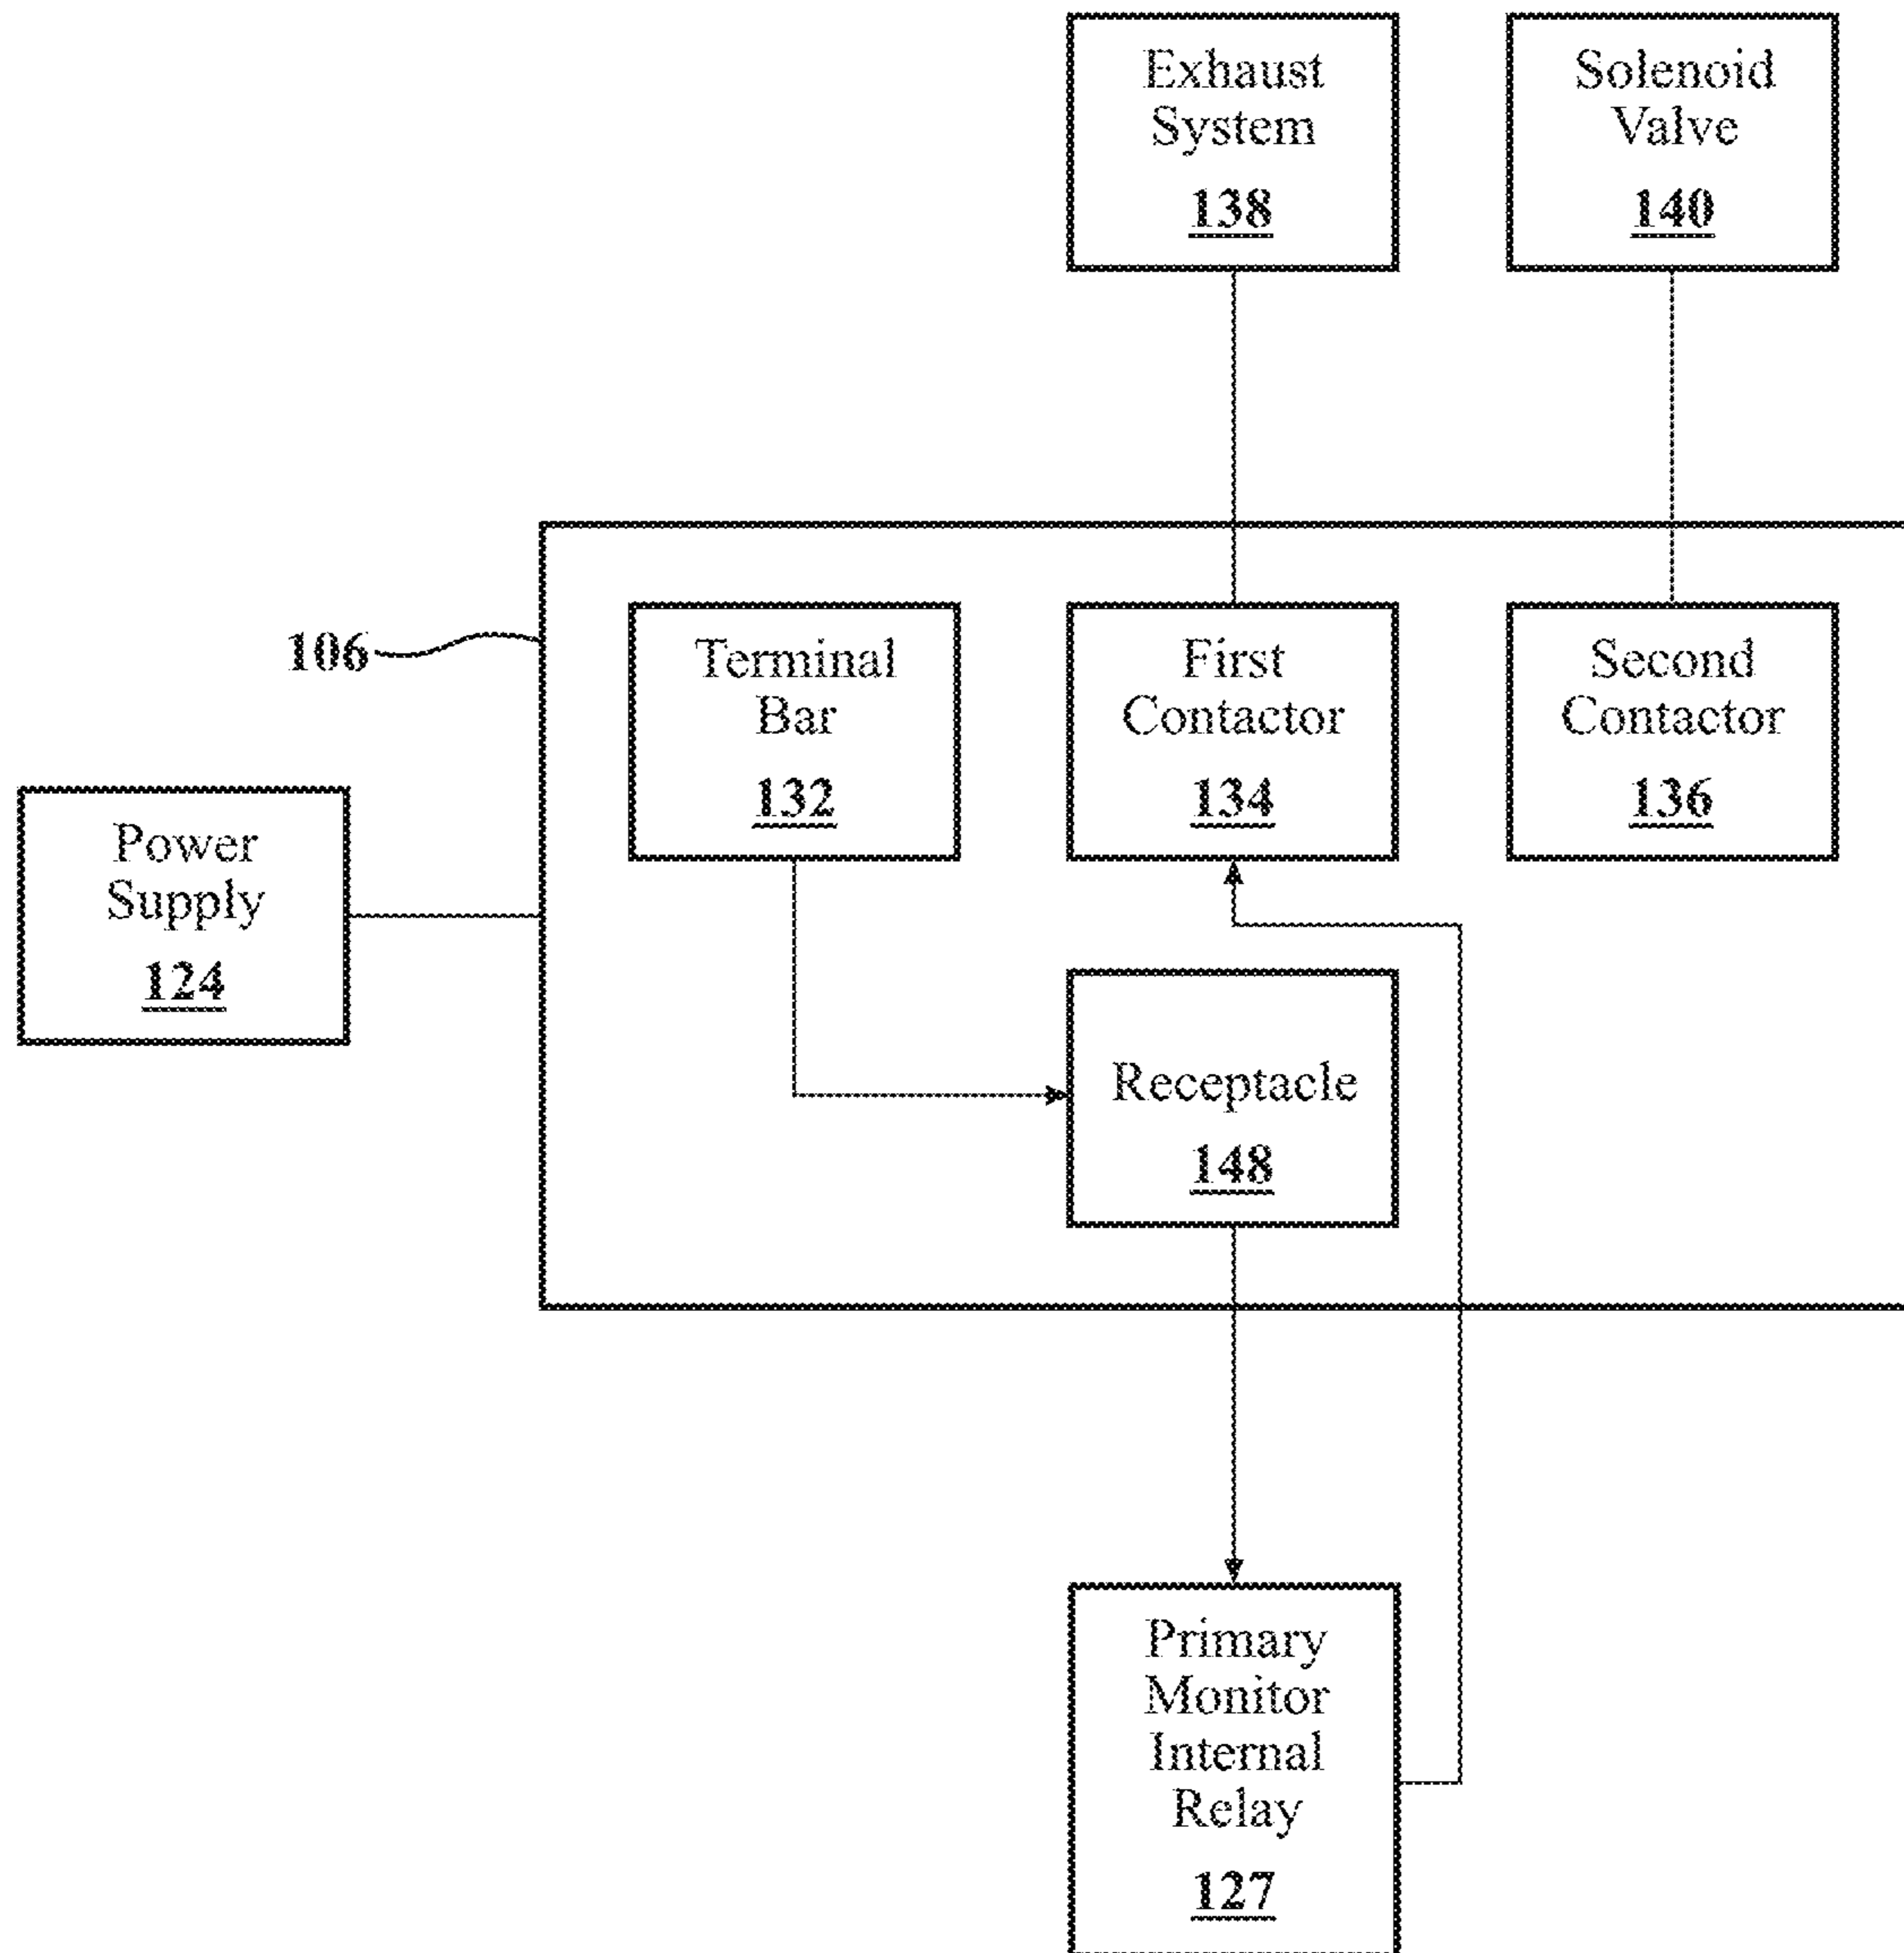 Exhaust
System
138
Solenoid
Valve
140
106
Terminal
Bar
132
First
Contactor
134
Second
Contactor
136
Power
Supply
124
Receptacle
148
Primary
Monitor
Internal
Relay
127